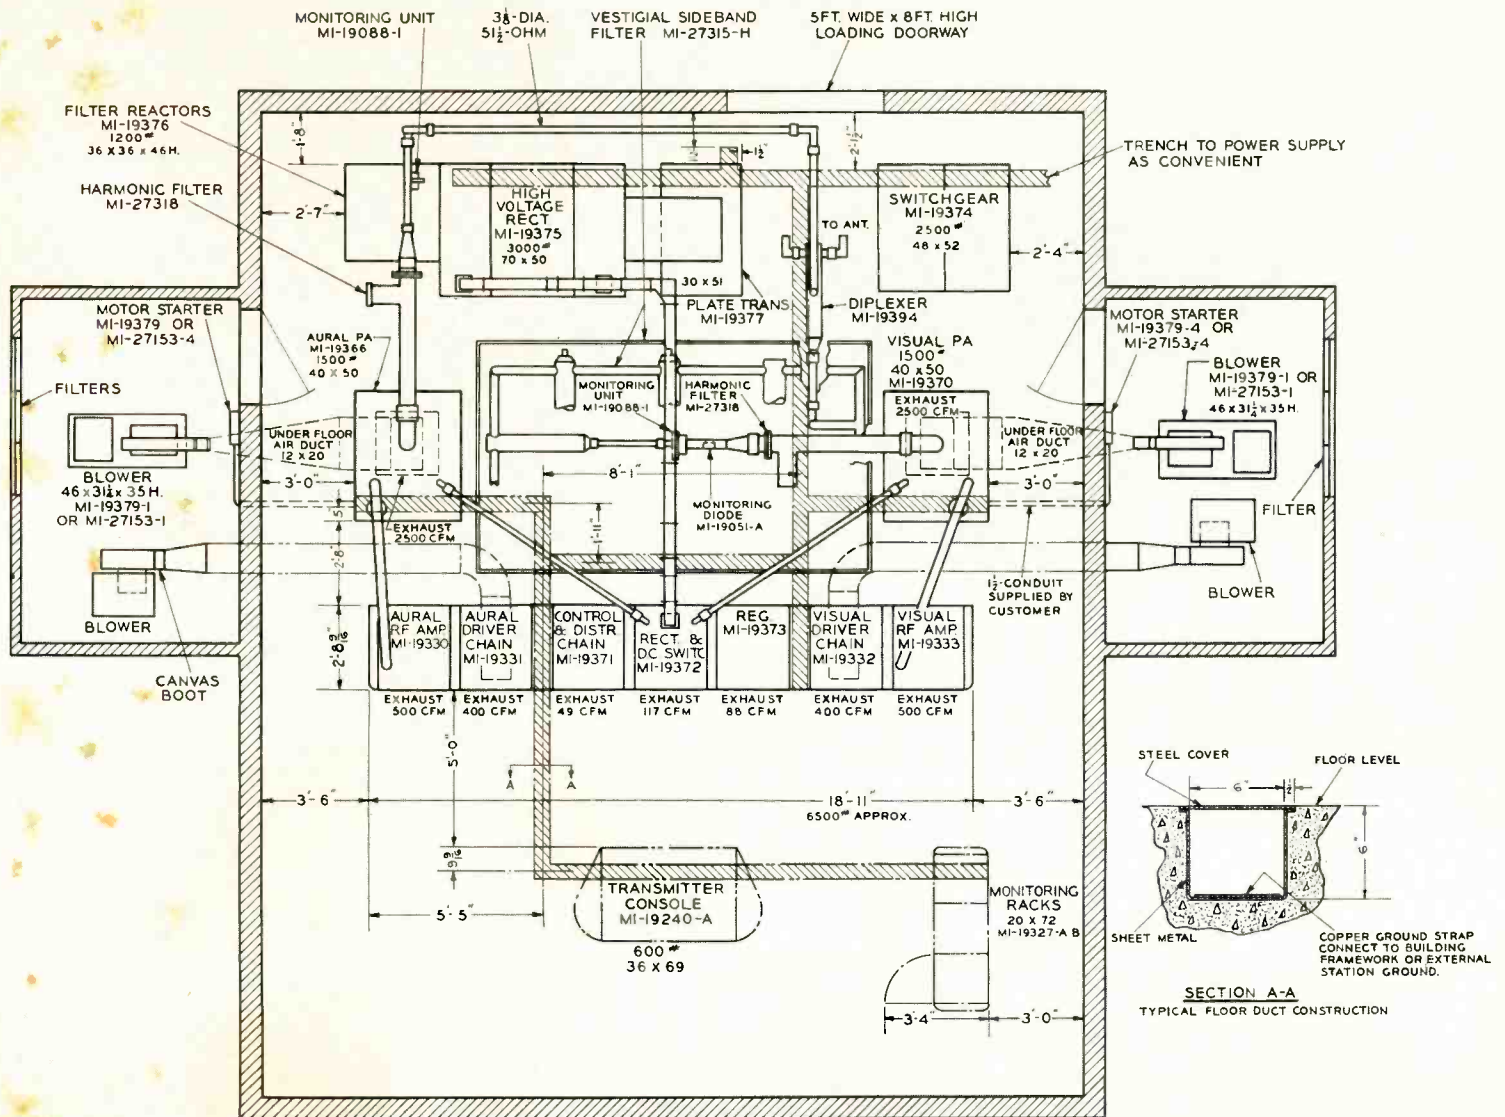 MONITORING UNIT
MI-19088-1
3⅛-DIA.
51½-OHM
VESTIGIAL SIDEBAND
FILTER MI-27315-H
5FT. WIDE x 8FT. HIGH
LOADING DOORWAY
FILTER REACTORS
MI-19376
1200#
36 x 36 x 46H.
HARMONIC FILTER
MI-27318
1'-8"
2'-7"
HIGH
VOLTAGE
RECT
MI-19375
3000#
70 x 50
1½"
2'-1½"
TRENCH TO POWER SUPPLY
AS CONVENIENT
SWITCHGEAR
MI-19374
2500#
48 x 52
TO ANT.
2'-4"
30 x 51
PLATE TRANS
MI-19377
DIPLEXER
MI-19394
MOTOR STARTER
MI-19379 OR
MI-27153-4
AURAL PA
MI-19366
1500#
40 x 50
VISUAL PA
1500#
40 x 50
MI-19370
EXHAUST
2500 CFM
MOTOR STARTER
MI-19379-4 OR
MI-27153-4
BLOWER
MI-19379-1 OR
MI-27153-1
46 x 31¼ x 35H.
FILTERS
MONITORING
UNIT
MI-19088-1
HARMONIC
FILTER
MI-27318
UNDER FLOOR
AIR DUCT
12 x 20
UNDER FLOOR
AIR DUCT
12 x 20
BLOWER
46 x 31¼ x 35H.
MI-19379-1
OR MI-27153-1
3'-0"
8'-1"
3'-0"
FILTER
MONITORING
DIODE
MI-19051-A
EXHAUST
2500 CFM
5"
1'-11"
2'-8"
1½-CONDUIT
SUPPLIED BY
CUSTOMER
BLOWER
BLOWER
CANVAS
BOOT
2'-8 9/16"
AURAL
RF AMP.
MI-19330
AURAL
DRIVER
CHAIN
MI-19331
CONTROL
& DISTR
CHAIN
MI-19371
RECT. &
DC SWITC
MI-19372
REG.
MI-19373
VISUAL
DRIVER
CHAIN
MI-19332
VISUAL
RF AMP.
MI-19333
EXHAUST
500 CFM
EXHAUST
400 CFM
EXHAUST
49 CFM
EXHAUST
117 CFM
EXHAUST
88 CFM
EXHAUST
400 CFM
EXHAUST
500 CFM
5'-0"
A
A
3'-6"
18'-11"
6500# APPROX.
3'-6"
9 9/16"
5'-5"
TRANSMITTER
CONSOLE
MI-19240-A
600#
36 x 69
MONITORING
RACKS
20 X 72
MI-19327-A B
3'-4"
3'-0"
STEEL COVER
FLOOR LEVEL
6"
½"
6"
SHEET METAL
COPPER GROUND STRAP
CONNECT TO BUILDING
FRAMEWORK OR EXTERNAL
STATION GROUND.
SECTION A-A
TYPICAL FLOOR DUCT CONSTRUCTION